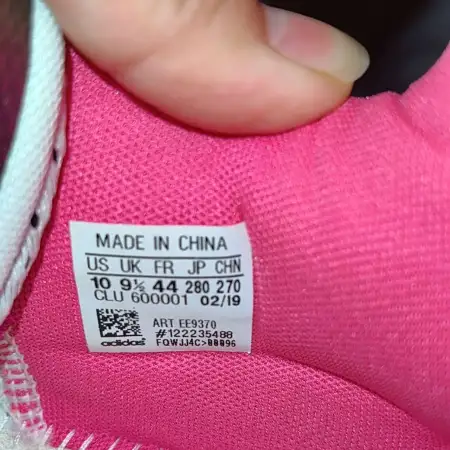 MADE IN CHINA
US UK FR JP CHN
10 9½ 44 280 270
CLU 600001 02/19
ART EE9370
#122235488
adidas FQWJJ4C>BBB96